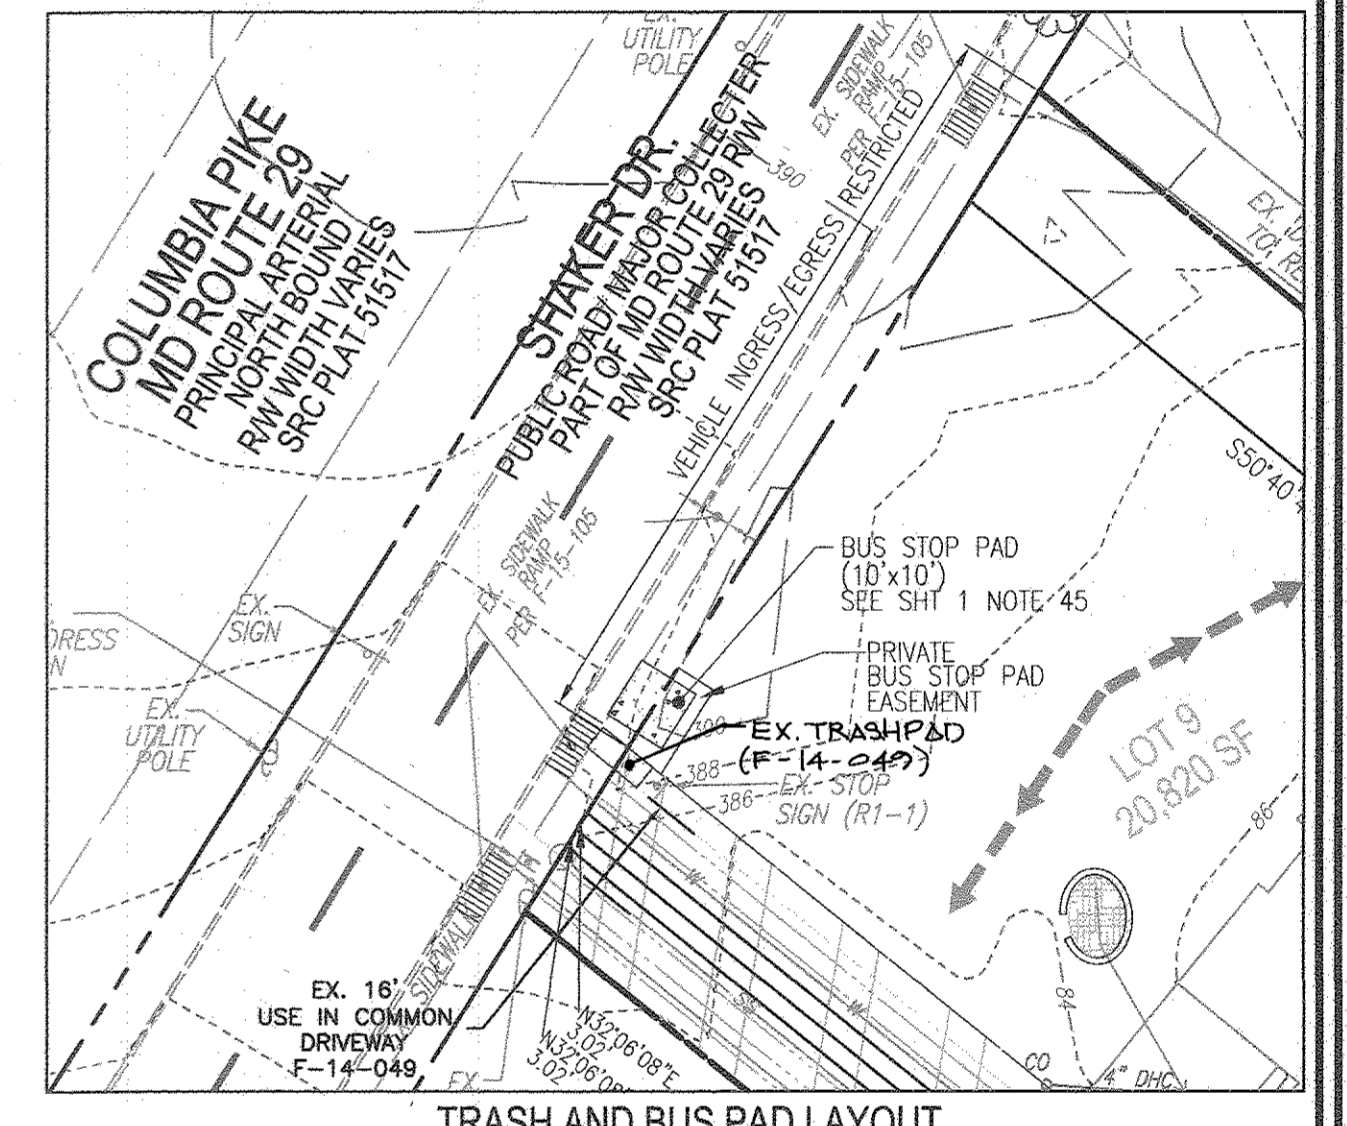 EX.
UTILITY
POLE
COLUMBIA PIKE
MD ROUTE 29
PRINCIPAL ARTERIAL
NORTH BOUND
R/W WIDTH VARIES
SRC PLAT 51517
SHAKER DR.
PUBLIC ROAD/ MAJOR COLLECTER
PART OF MD ROUTE 29 R/W
R/W WIDTH VARIES
SRC PLAT 51517
390
VEHICLE INGRESS/EGRESS RESTRICTED
EX. SIDEWALK
RAMP
PER F-15-105
S50°40'
EX.
TO
EX. SIDEWALK
RAMP
PER F-15-105
EX.
SIGN
EX.
UTILITY
POLE
BUS STOP PAD
(10'x10')
SEE SHT 1 NOTE 45
PRIVATE
BUS STOP PAD
EASEMENT
390
EX. TRASHPAD
(F-14-049)
388
386
EX. STOP
SIGN (R1-1)
LOT 9
20,820 SF
86
84
SIDEWALK
EX. 16'
USE IN COMMON
DRIVEWAY
F-14-049
N32°06'08"E
3.02'
N32°06'08"
3.02'
EX.
W
W
CO
4" DHC
TRASH AND BUS PAD LAYOUT